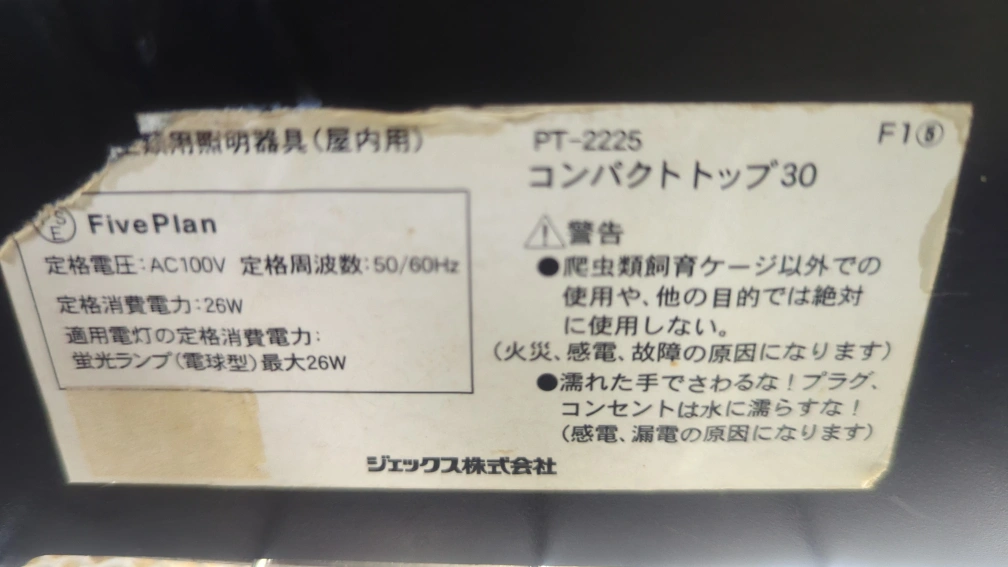 類用照明器具(屋内用)
PT-2225
F1⑧
コンパクトトップ30
PSE FivePlan
定格電圧:AC100V 定格周波数:50/60Hz
定格消費電力:26W
適用電灯の定格消費電力:
蛍光ランプ(電球型)最大26W
警告
●爬虫類飼育ケージ以外での
使用や、他の目的では絶対
に使用しない。
(火災、感電、故障の原因になります)
●濡れた手でさわるな!プラグ、
コンセントは水に濡らすな!
(感電、漏電の原因になります)
ジェックス株式会社